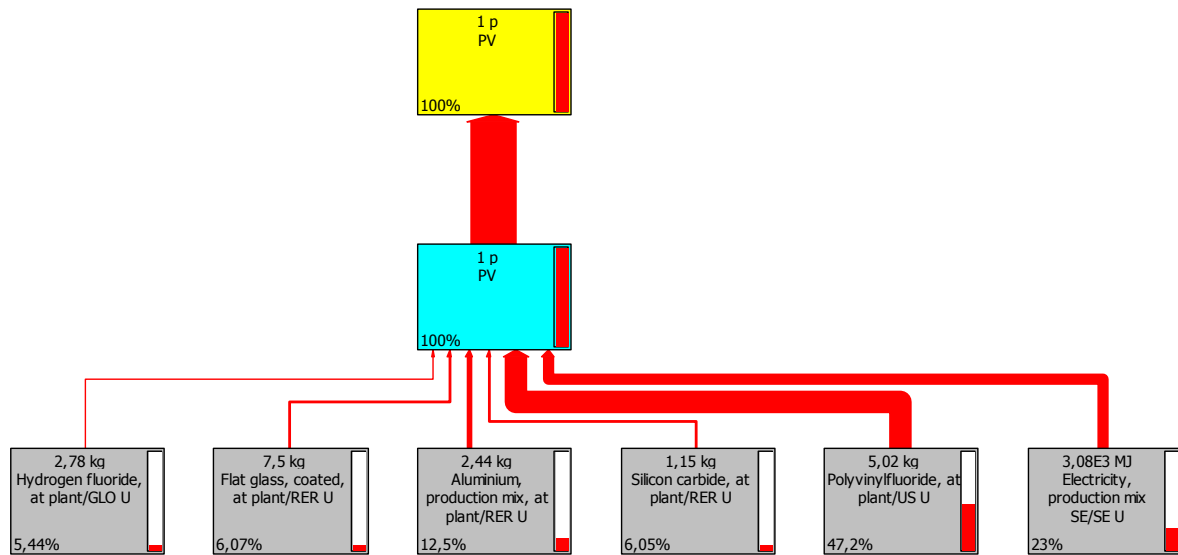 1 p
PV
100%
1 p
PV
100%
2,78 kg
Hydrogen fluoride,
at plant/GLO U
5,44%
7,5 kg
Flat glass, coated,
at plant/RER U
6,07%
2,44 kg
Aluminium,
production mix, at
plant/RER U
12,5%
1,15 kg
Silicon carbide, at
plant/RER U
6,05%
5,02 kg
Polyvinylfluoride, at
plant/US U
47,2%
3,08E3 MJ
Electricity,
production mix
SE/SE U
23%